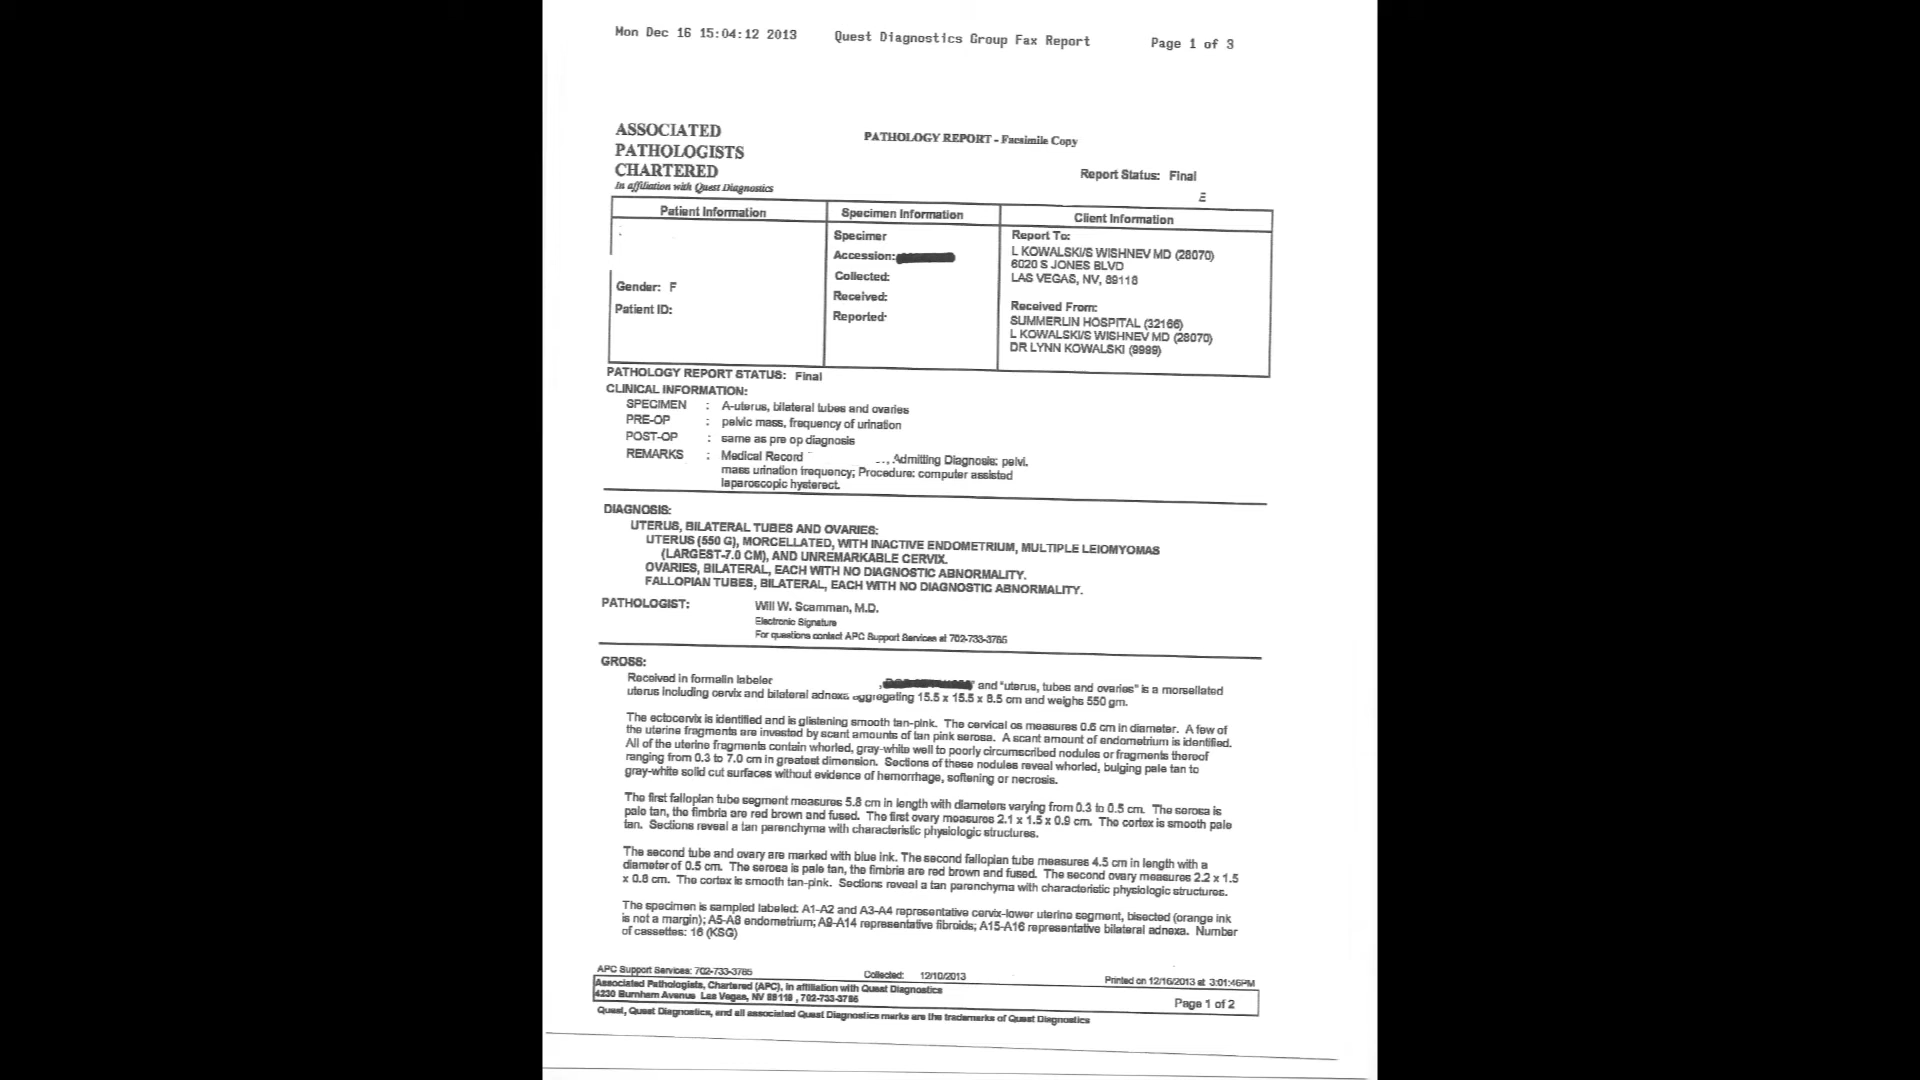 Mon Dec 16 15:04:12 2013 Quest Diagnostics Group Fax Report Page 1 of 3
ASSOCIATED
PATHOLOGISTS
CHARTERED
In affiliation with Quest Diagnostics
PATHOLOGY REPORT - Facsimile Copy
Report Status: Final
Patient Information Specimen Information Client Information
Gender: F
Patient ID:
Specimen
Accession:
Collected:
Received:
Reported:
Report To:
L KOWALSKI/S WISHNEV MD (28070)
6020 S JONES BLVD
LAS VEGAS, NV, 89118
Received From:
SUMMERLIN HOSPITAL (32166)
L KOWALSKI/S WISHNEV MD (28070)
DR LYNN KOWALSKI (9999)
PATHOLOGY REPORT STATUS: Final
CLINICAL INFORMATION:
SPECIMEN : A-uterus, bilateral tubes and ovaries
PRE-OP : pelvic mass, frequency of urination
POST-OP : same as pre op diagnosis
REMARKS : Medical Record , Admitting Diagnosis: pelvi.
mass urination frequency; Procedure: computer assisted
laparoscopic hysterect.
DIAGNOSIS:
UTERUS, BILATERAL TUBES AND OVARIES:
UTERUS (550 G), MORCELLATED, WITH INACTIVE ENDOMETRIUM, MULTIPLE LEIOMYOMAS
(LARGEST-7.0 CM), AND UNREMARKABLE CERVIX.
OVARIES, BILATERAL, EACH WITH NO DIAGNOSTIC ABNORMALITY.
FALLOPIAN TUBES, BILATERAL, EACH WITH NO DIAGNOSTIC ABNORMALITY.
PATHOLOGIST: Will W. Scamman, M.D.
Electronic Signature
For questions contact APC Support Services at 702-733-3785
GROSS:
Received in formalin labeler , " and "uterus, tubes and ovaries" is a morsellated
uterus including cervix and bilateral adnexa aggregating 15.5 x 15.5 x 8.5 cm and weighs 550 gm.
The ectocervix is identified and is glistening smooth tan-pink. The cervical os measures 0.6 cm in diameter. A few of
the uterine fragments are invested by scant amounts of tan pink serosa. A scant amount of endometrium is identified.
All of the uterine fragments contain whorled, gray-white well to poorly circumscribed nodules or fragments thereof
ranging from 0.3 to 7.0 cm in greatest dimension. Sections of these nodules reveal whorled, bulging pale tan to
gray-white solid cut surfaces without evidence of hemorrhage, softening or necrosis.
The first fallopian tube segment measures 5.8 cm in length with diameters varying from 0.3 to 0.5 cm. The serosa is
pale tan, the fimbria are red brown and fused. The first ovary measures 2.1 x 1.5 x 0.9 cm. The cortex is smooth pale
tan. Sections reveal a tan parenchyma with characteristic physiologic structures.
The second tube and ovary are marked with blue ink. The second fallopian tube measures 4.5 cm in length with a
diameter of 0.5 cm. The serosa is pale tan, the fimbria are red brown and fused. The second ovary measures 2.2 x 1.5
x 0.8 cm. The cortex is smooth tan-pink. Sections reveal a tan parenchyma with characteristic physiologic structures.
The specimen is sampled labeled: A1-A2 and A3-A4 representative cervix-lower uterine segment, bisected (orange ink
is not a margin); A5-A8 endometrium; A9-A14 representative fibroids; A15-A16 representative bilateral adnexa. Number
of cassettes: 16 (KSG)
APC Support Services: 702-733-3785 Collected: 12/10/2013 Printed on 12/16/2013 at 3:01:46PM
Associated Pathologists, Chartered (APC), in affiliation with Quest Diagnostics
4230 Burnham Avenue Las Vegas, NV 89119 , 702-733-3786
Page 1 of 2
Quest, Quest Diagnostics, and all associated Quest Diagnostics marks are the trademarks of Quest Diagnostics